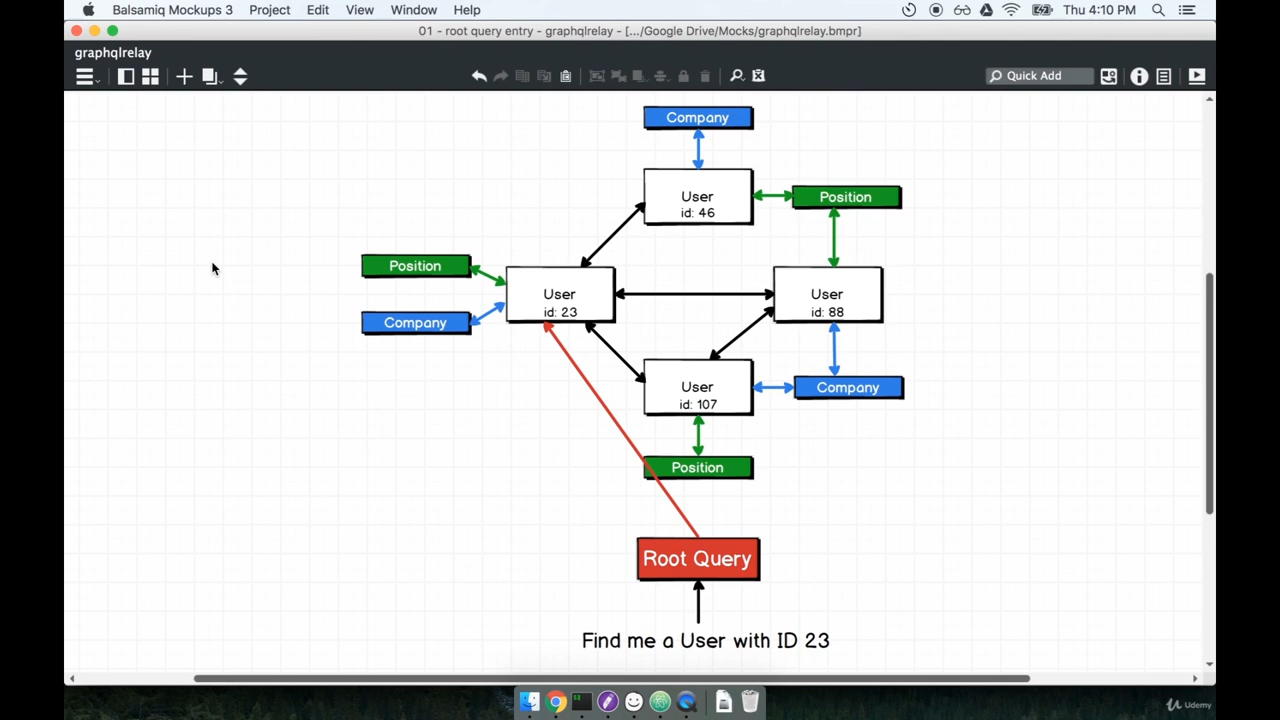 Balsamiq Mockups 3 Project Edit View Window Help Thu 4:10 PM
01 - root query entry - graphqlrelay - [.../Google Drive/Mocks/graphqlrelay.bmpr]
graphqlrelay
Quick Add
Company
User
id: 46
Position
Position
Company
User
id: 23
User
id: 88
User
id: 107
Company
Position
Root Query
Find me a User with ID 23
Udemy